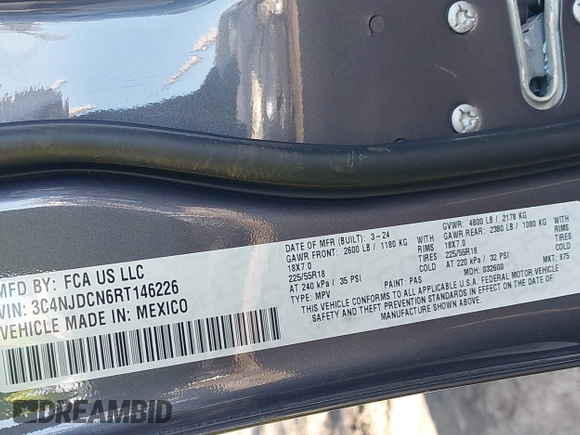 MFD BY: FCA US LLC
VIN: 3C4NJDCN6RT146226
VEHICLE MADE IN: MEXICO
DATE OF MFR (BUILT): 3-24
GAWR FRONT: 2600 LB / 1180 KG
18X7.0 RIMS
225/55R18 TIRES
AT 240 kPa / 35 PSI COLD
TYPE: MPV
GVWR: 4800 LB / 2178 KG
GAWR REAR: 2380 LB / 1080 KG
18X7.0 RIMS
225/55R18 TIRES
AT 220 kPa / 32 PSI COLD
PAINT: PAS MDH: 032600 MKT: 875
THIS VEHICLE CONFORMS TO ALL APPLICABLE U.S.A. FEDERAL MOTOR VEHICLE
SAFETY, BUMPER, AND THEFT PREVENTION STANDARDS IN EFFECT
ON THE DATE OF MANUFACTURE SHOWN ABOVE
DREAMBID